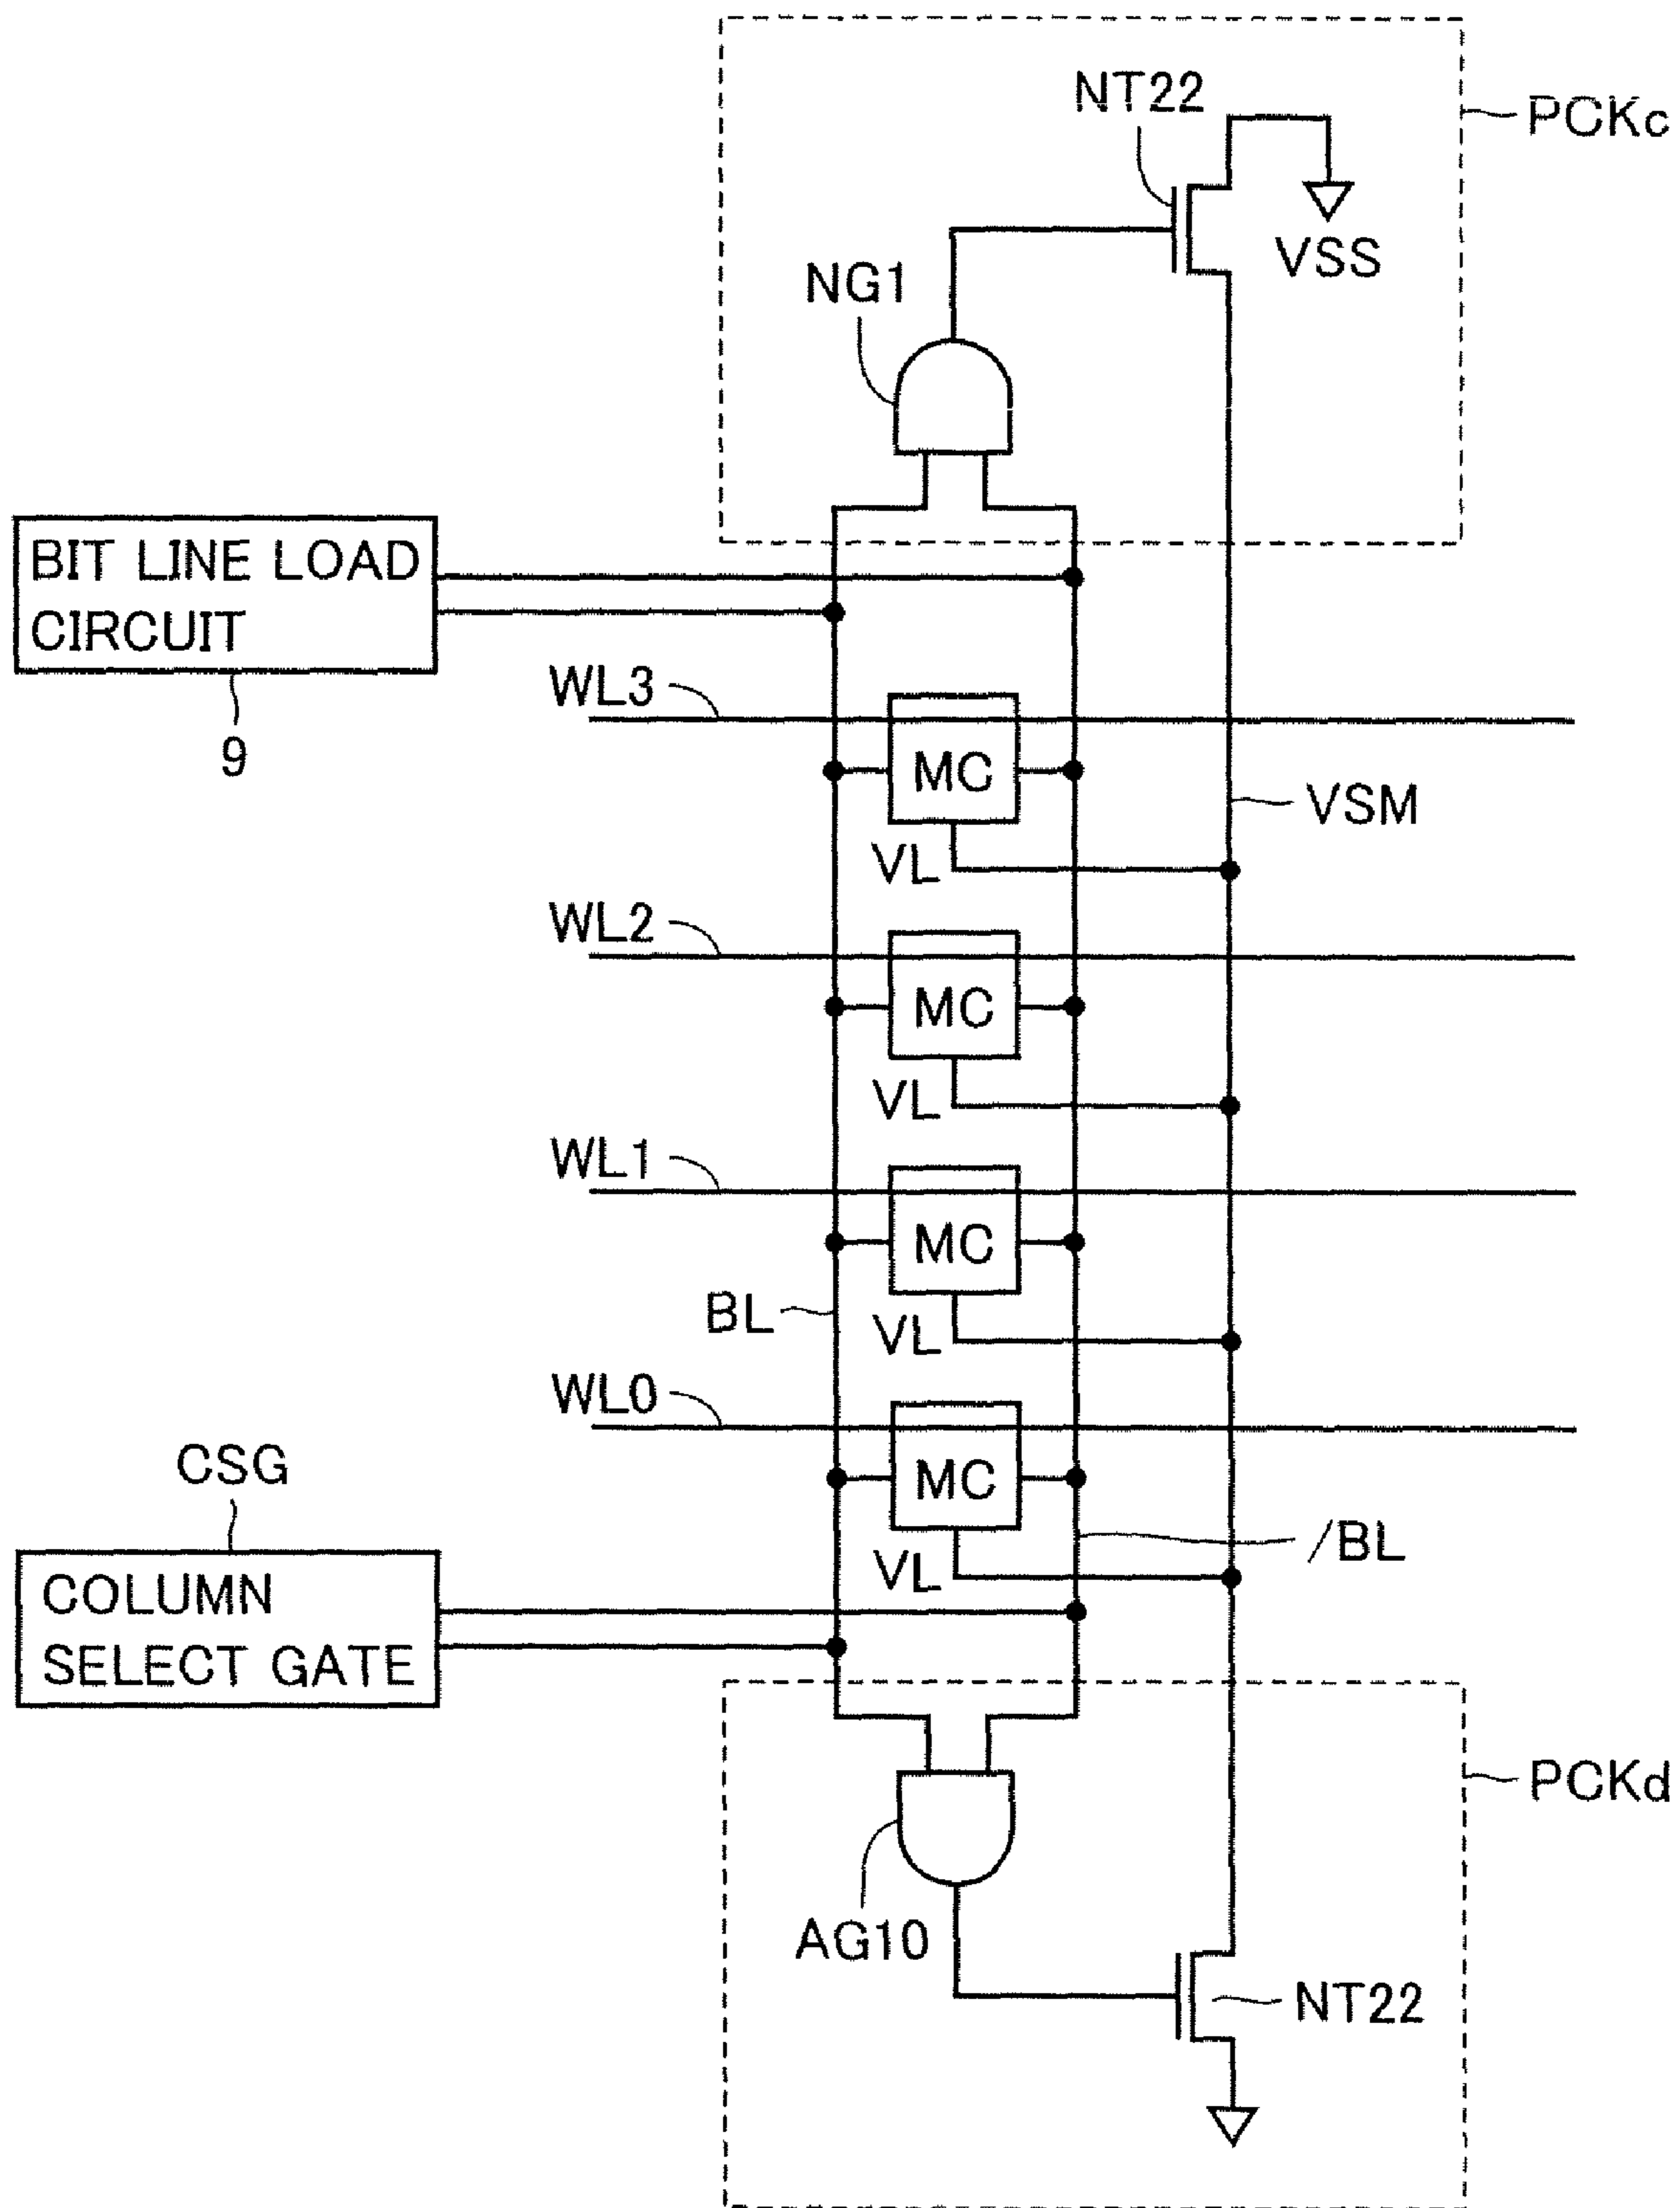 NT22
PCKc
VSS
NG1
BIT LINE LOAD
CIRCUIT
9
WL3
MC
VSM
VL
WL2
MC
VL
WL1
MC
BL
VL
WL0
CSG
MC
/BL
VL
COLUMN
SELECT GATE
PCKd
AG10
NT22